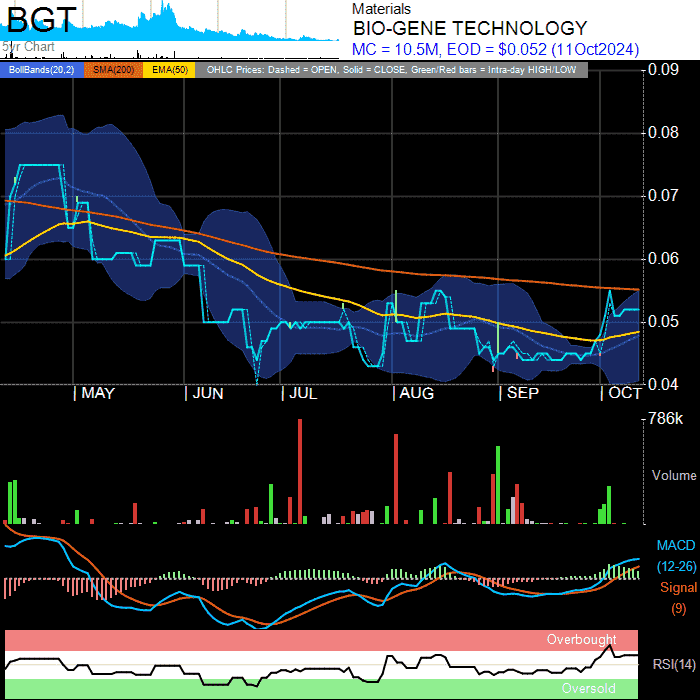 BGT
5yr Chart
Materials
BIO-GENE TECHNOLOGY
MC = 10.5M, EOD = $0.052 (11Oct2024)
BollBands(20,2) SMA(200) EMA(50) OHLC Prices: Dashed = OPEN, Solid = CLOSE, Green/Red bars = Intra-day HIGH/LOW
0.09
0.08
0.07
0.06
0.05
0.04
MAY JUN JUL AUG SEP OCT
786k
Volume
MACD
(12-26)
Signal
(9)
Overbought
RSI(14)
Oversold